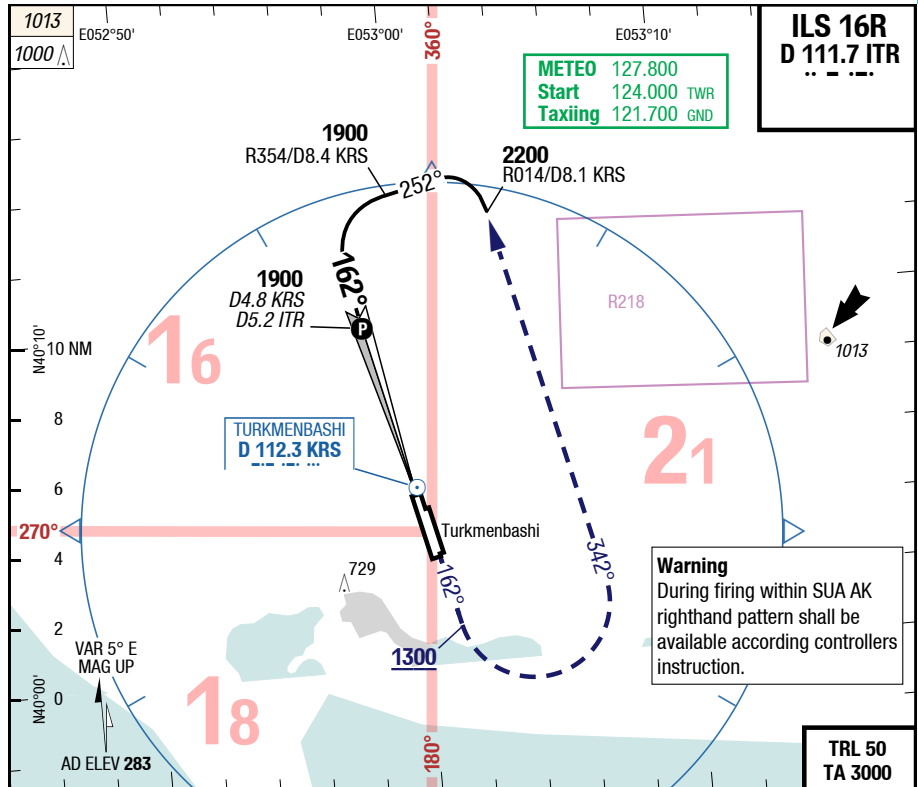 1013
1000
E052°50'
E053°00'
E053°10'
360°
ILS 16R
D 111.7 ITR
METEO 127.800
Start 124.000 TWR
Taxiing 121.700 GND
1900
R354/D8.4 KRS
252°
2200
R014/D8.1 KRS
162°
1900
D4.8 KRS
D5.2 ITR
P
R218
1013
N40°10'
10 NM
16
8
TURKMENBASHI
D 112.3 KRS
21
6
270°
Turkmenbashi
4
729
162°
342°
Warning
During firing within SUA AK
righthand pattern shall be
available according controllers
instruction.
2
VAR 5° E
MAG UP
1300
N40°00'
0
18
180°
AD ELEV 283
TRL 50
TA 3000